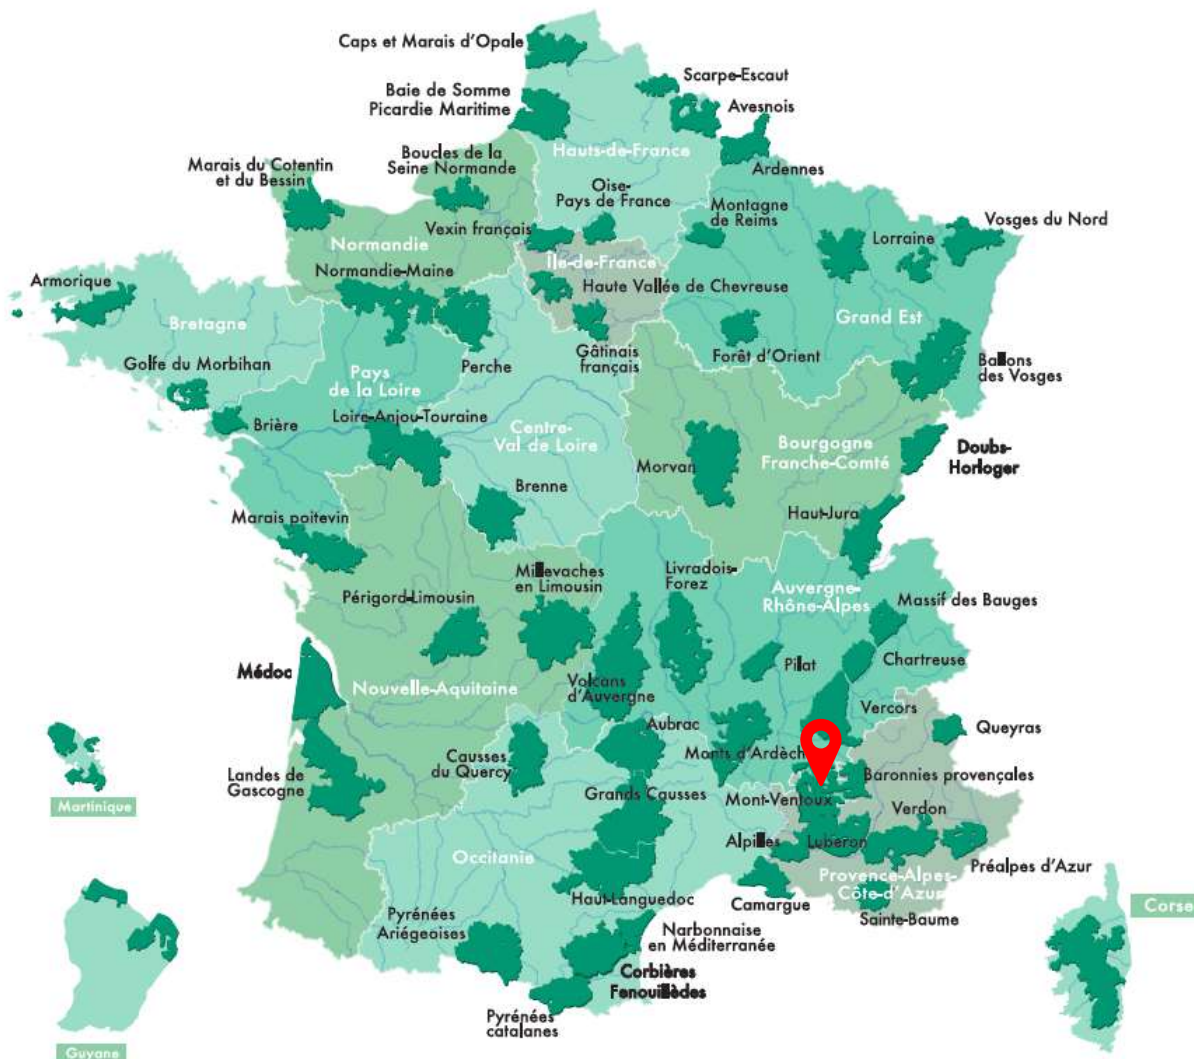 Caps et Marais d'Opale
Scarpe-Escaut
Baie de Somme
Picardie Maritime
Avesnois
Hauts-de-France
Ardennes
Marais du Cotentin
et du Bessin
Boucles de la
Seine Normande
Oise-
Pays de France
Montagne
de Reims
Vosges du Nord
Lorraine
Vexin français
Normandie
Île-de-France
Normandie-Maine
Haute Vallée de Chevreuse
Armorique
Bretagne
Grand Est
Golfe du Morbihan
Perche
Gâtinais
français
Forêt d'Orient
Ballons
des Vosges
Pays
de la Loire
Brière
Loire-Anjou-Touraine
Centre-
Val de Loire
Bourgogne
Franche-Comté
Doubs-
Horloger
Morvan
Brenne
Marais poitevin
Haut-Jura
Millevaches
en Limousin
Livradois-
Forez
Auvergne-
Rhône-Alpes
Massif des Bauges
Périgord-Limousin
Médoc
Pilat
Chartreuse
Nouvelle-Aquitaine
Volcans
d'Auvergne
Vercors
Aubrac
Queyras
Causses
du Quercy
Monts d'Ardèch
Landes de
Gascogne
Baronnies provençales
Martinique
Grands Causses
Mont-Ventoux
Verdon
Alpilles
Luberon
Occitanie
Préalpes d'Azur
Provence-Alpes-
Côte-d'Azur
Haut-Languedoc
Camargue
Sainte-Baume
Corse
Pyrénées
Ariégeoises
Narbonnaise
en Méditerranée
Corbières
Fenouillèdes
Pyrénées
catalanes
Guyane